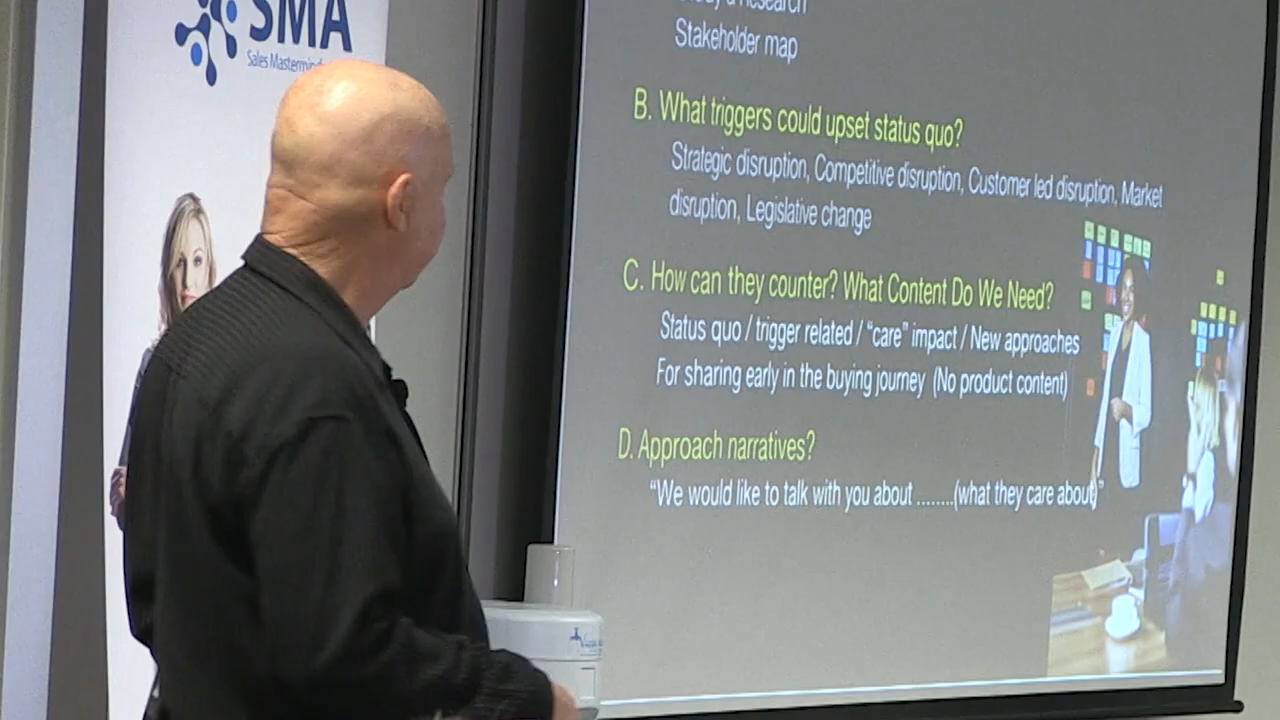 SMA
Sales Mastermind
Research
Stakeholder map
B. What triggers could upset status quo?
Strategic disruption, Competitive disruption, Customer led disruption, Market
disruption, Legislative change
C. How can they counter? What Content Do We Need?
Status quo / trigger related / “care” impact / New approaches
For sharing early in the buying journey (No product content)
D. Approach narratives?
“We would like to talk with you about ........(what they care about)”